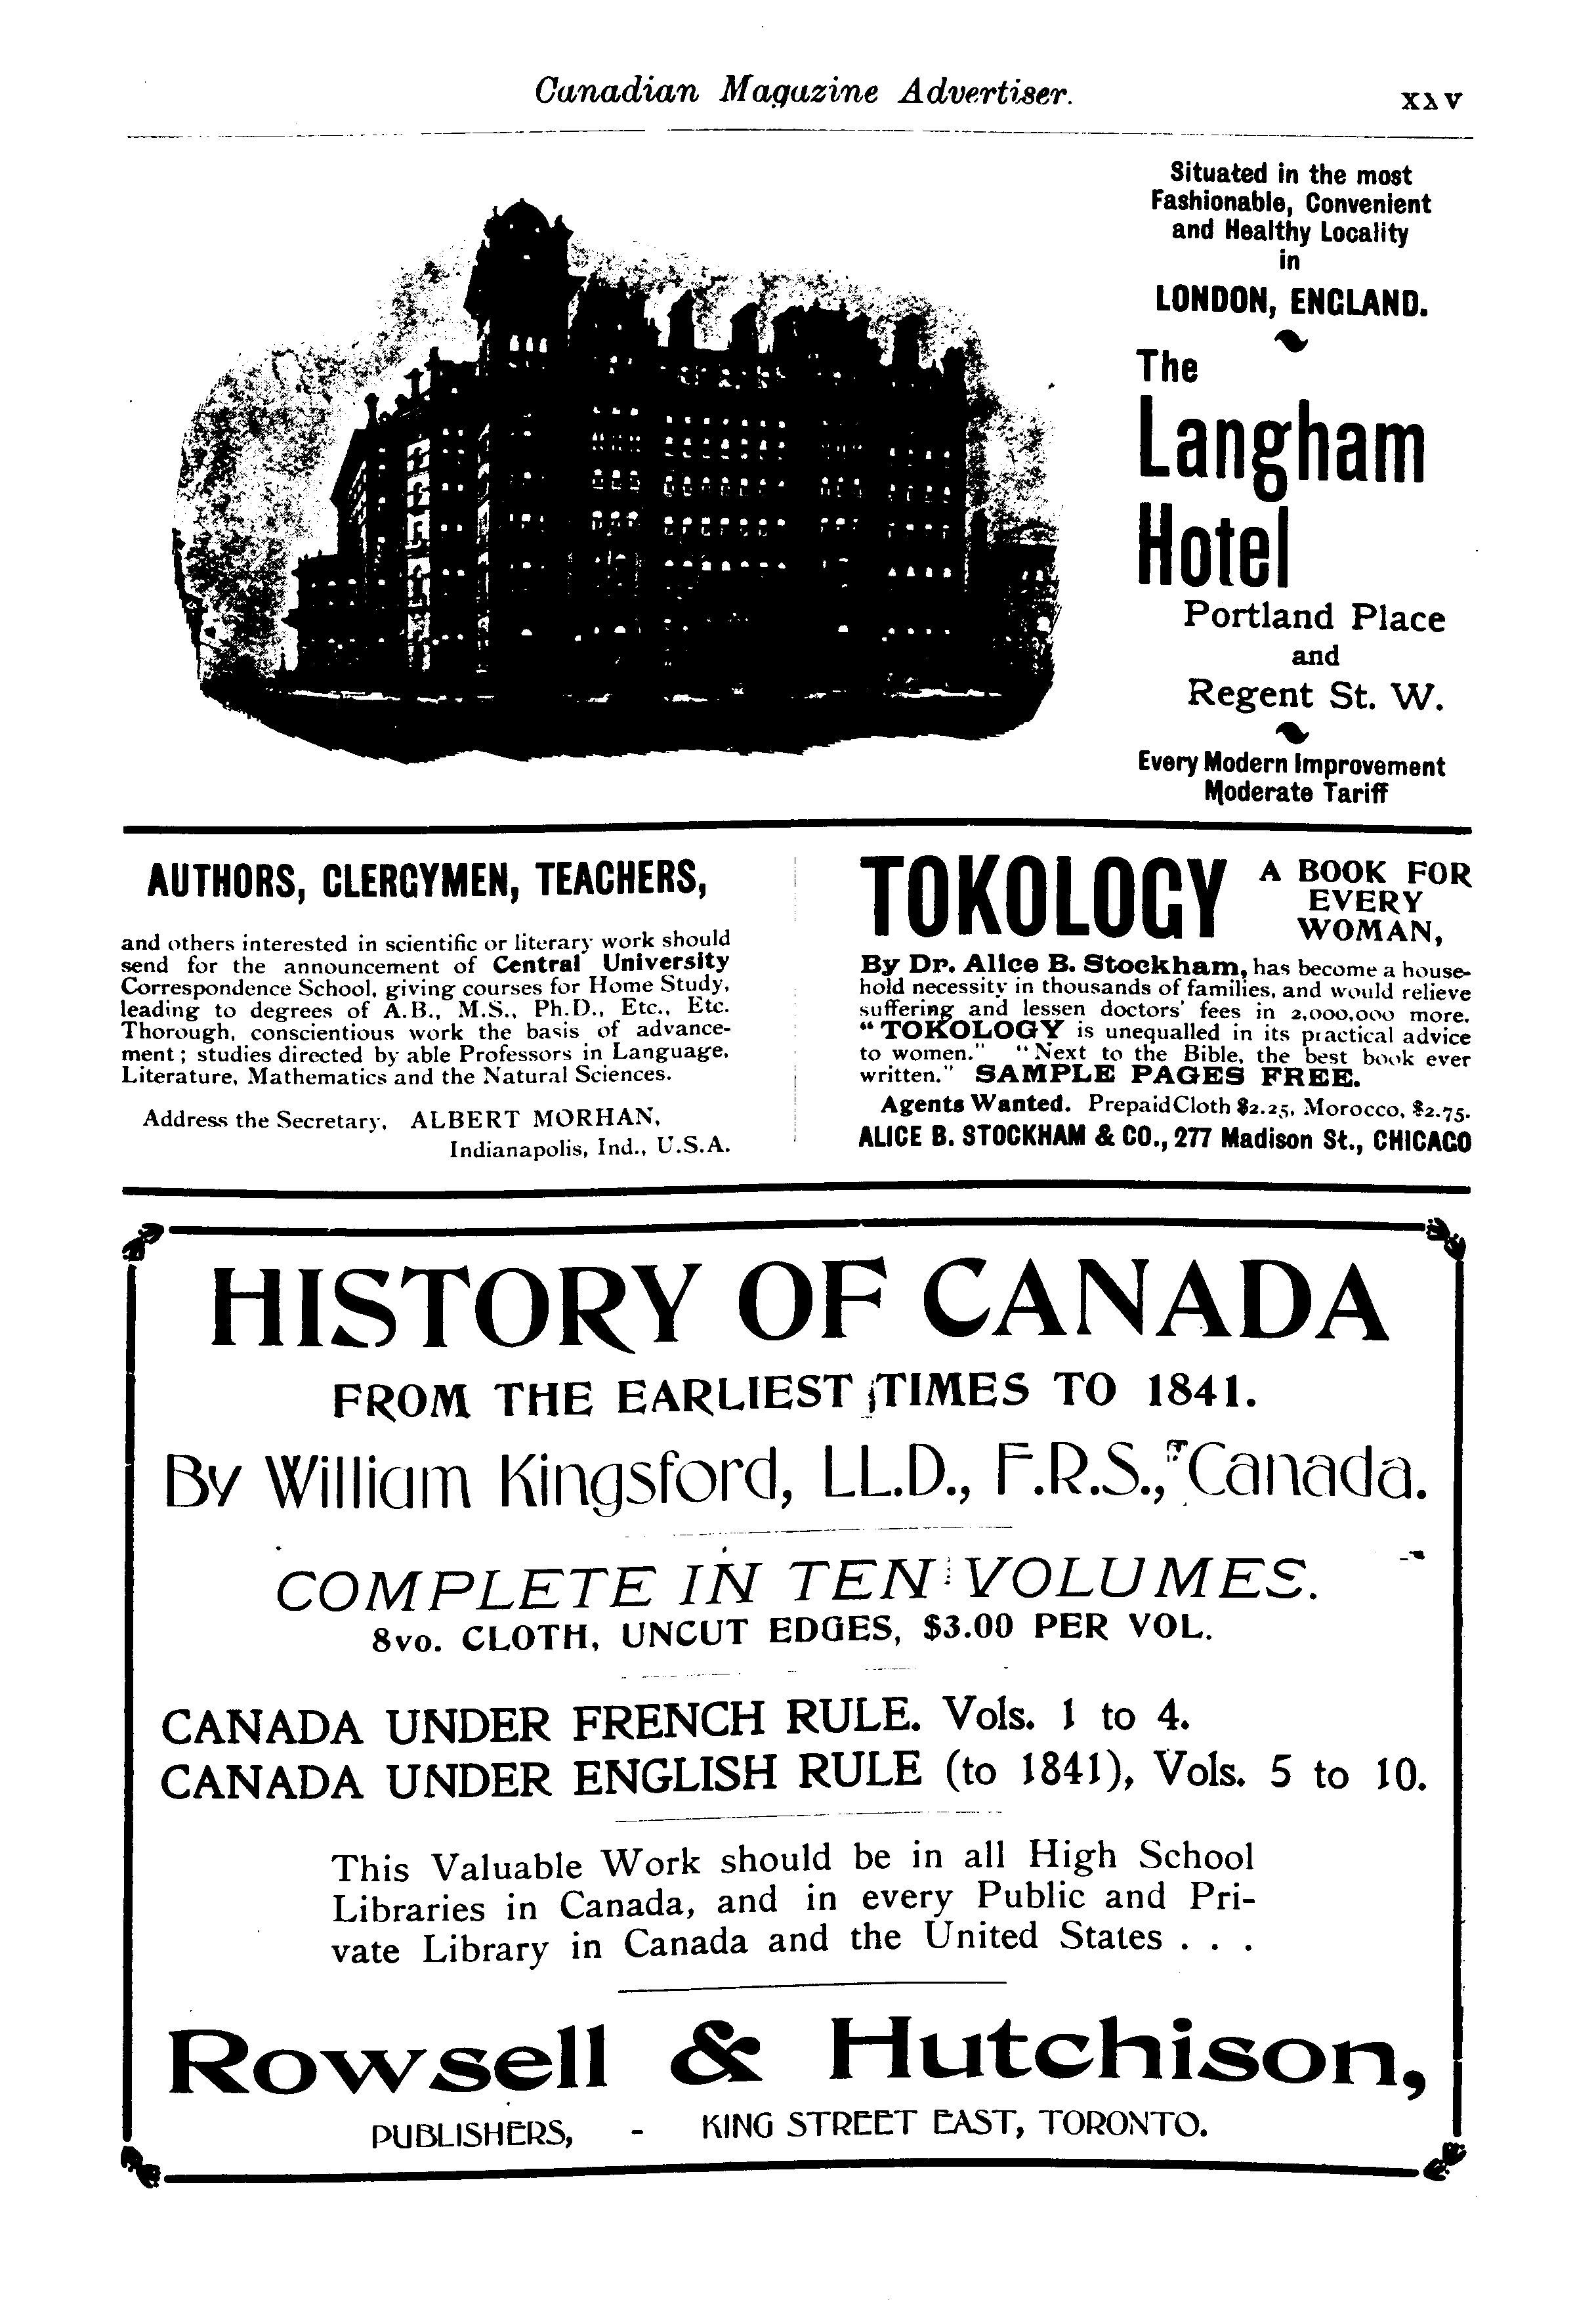 Canadian Magazine Advertiser.
xxv
Situated in the most
Fashionable, Convenient
and Healthy Locality
in
LONDON, ENGLAND.
The
Langham
Hotel
Portland Place
and
Regent St. W.
Every Modern Improvement
Moderate Tariff
AUTHORS, CLERGYMEN, TEACHERS,
and others interested in scientific or literary work should
send for the announcement of Central University
Correspondence School, giving courses for Home Study,
leading to degrees of A.B., M.S., Ph.D., Etc., Etc.
Thorough, conscientious work the basis of advance-
ment; studies directed by able Professors in Language,
Literature, Mathematics and the Natural Sciences.
Address the Secretary, ALBERT MORHAN,
Indianapolis, Ind., U.S.A.
TOKOLOGY A BOOK FOR
EVERY
WOMAN,
By Dr. Alice B. Stockham, has become a house-
hold necessity in thousands of families, and would relieve
suffering and lessen doctors' fees in 2,000,000 more.
"TOKOLOGY is unequalled in its practical advice
to women." "Next to the Bible, the best book ever
written." SAMPLE PAGES FREE.
Agents Wanted. Prepaid Cloth $2.25, Morocco, $2.75.
ALICE B. STOCKHAM & CO., 277 Madison St., CHICAGO
HISTORY OF CANADA
FROM THE EARLIEST TIMES TO 1841.
By William Kingsford, LL.D., F.R.S., Canada.
COMPLETE IN TEN VOLUMES.
8vo. CLOTH, UNCUT EDGES, $3.00 PER VOL.
CANADA UNDER FRENCH RULE. Vols. 1 to 4.
CANADA UNDER ENGLISH RULE (to 1841), Vols. 5 to 10.
This Valuable Work should be in all High School
Libraries in Canada, and in every Public and Pri-
vate Library in Canada and the United States . . .
Rowsell & Hutchison,
PUBLISHERS, - KING STREET EAST, TORONTO.